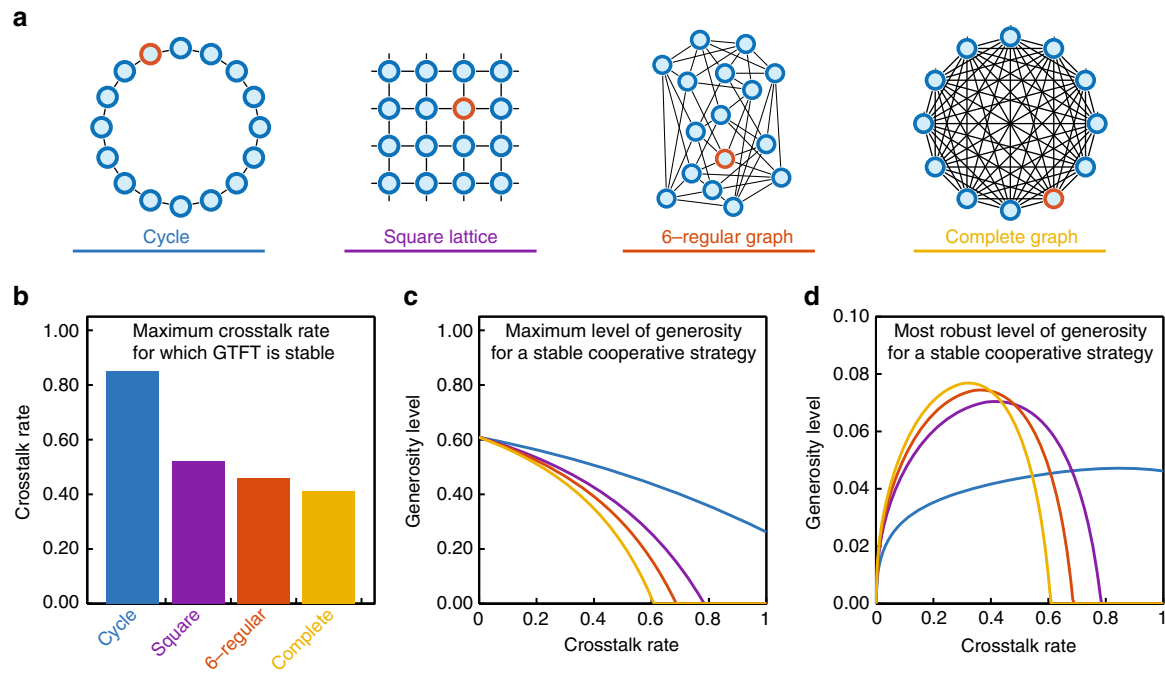 a
Cycle
Square lattice
6–regular graph
Complete graph
b
Maximum crosstalk rate
for which GTFT is stable
Crosstalk rate
1.00
0.80
0.60
0.40
0.20
0.00
Cycle
Square
6–regular
Complete
c
Maximum level of generosity
for a stable cooperative strategy
Generosity level
1.00
0.80
0.60
0.40
0.20
0.00
0
0.2
0.4
0.6
0.8
1
Crosstalk rate
d
Most robust level of generosity
for a stable cooperative strategy
Generosity level
0.10
0.08
0.06
0.04
0.02
0.00
0
0.2
0.4
0.6
0.8
1
Crosstalk rate